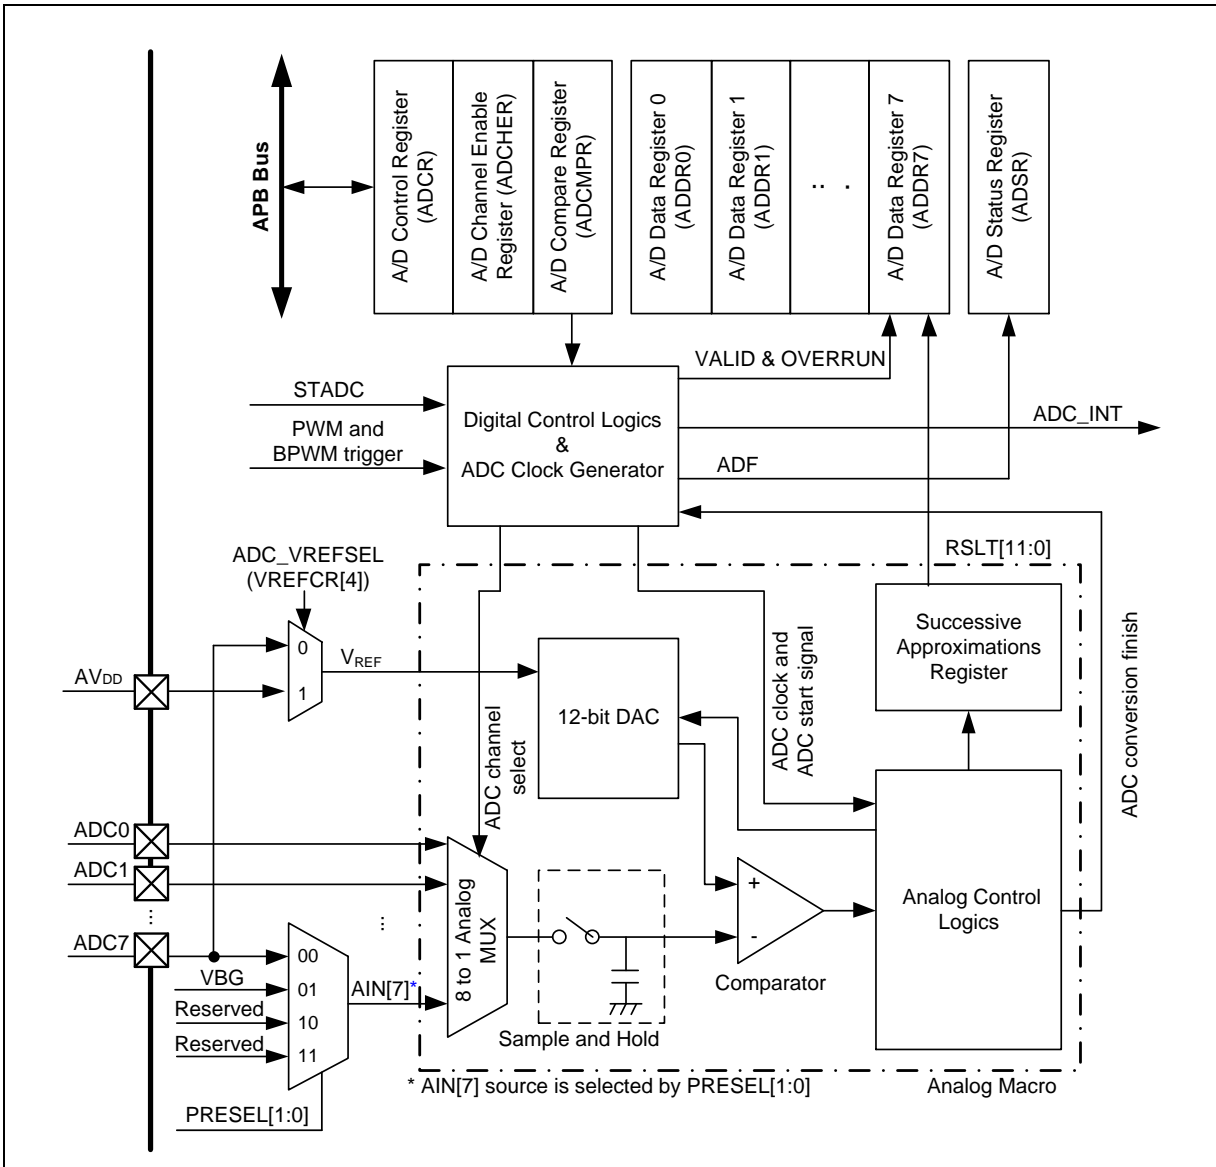 APB Bus
A/D Control Register
(ADCR)
A/D Channel Enable
Register (ADCHER)
A/D Compare Register
(ADCMPR)
A/D Data Register 0
(ADDR0)
A/D Data Register 1
(ADDR1)
.. .
A/D Data Register 7
(ADDR7)
A/D Status Register
(ADSR)
VALID & OVERRUN
STADC
PWM and
BPWM trigger
Digital Control Logics
&
ADC Clock Generator
ADC_INT
ADF
RSLT[11:0]
ADC_VREFSEL
(VREFCR[4])
0
1
VREF
AVDD
12-bit DAC
ADC channel
select
ADC clock and
ADC start signal
Successive
Approximations
Register
ADC conversion finish
ADC0
ADC1
...
ADC7
VBG
Reserved
Reserved
00
01
10
11
PRESEL[1:0]
...
AIN[7]*
8 to 1 Analog
MUX
Sample and Hold
+
-
Comparator
Analog Control
Logics
* AIN[7] source is selected by PRESEL[1:0]
Analog Macro